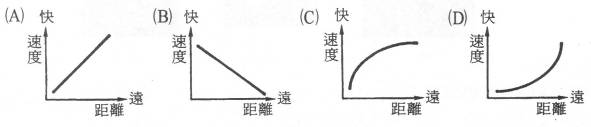 (A) 快 速度 距離 遠
(B) 快 速度 距離 遠
(C) 快 速度 距離 遠
(D) 快 速度 距離 遠